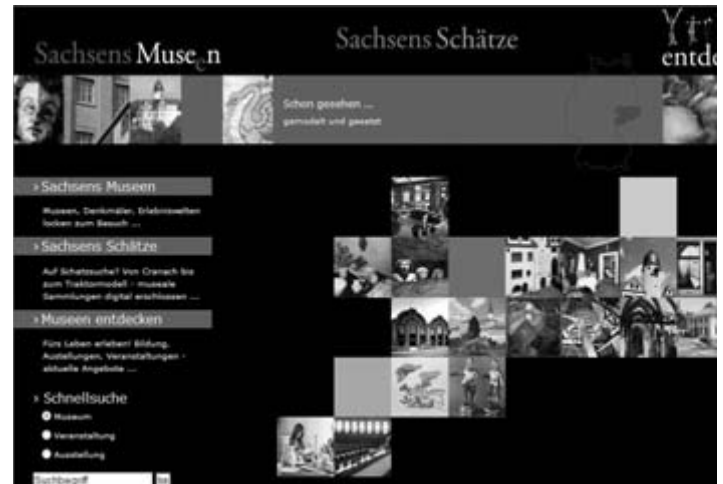 Sachsens Museen
Sachsens Schätze
entde
Schon gesehen ...
gemodelt und gesetzt
› Sachsens Museen
Museen, Denkmäler, Erlebniswelten
locken zum Besuch ...
› Sachsens Schätze
Auf Schatzsuche? Von Cranach bis
zum Traktormodell - museale
Sammlungen digital erschlossen ...
› Museen entdecken
Fürs Leben erleben! Bildung,
Austellungen, Veranstaltungen -
aktuelle Angebote ...
› Schnellsuche
Museum
Veranstaltung
Ausstellung
Suchbegriff